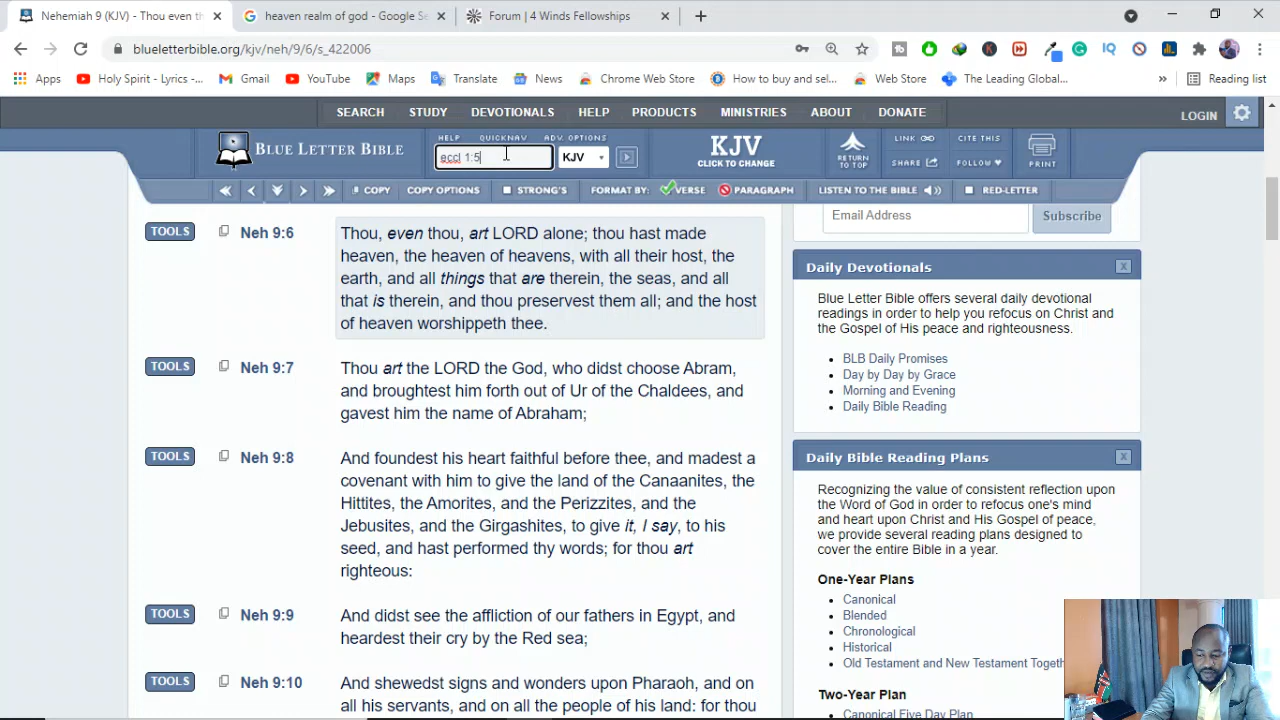 Nehemiah 9 (KJV) - Thou even th
heaven realm of god - Google Se
Forum | 4 Winds Fellowships
blueletterbible.org/kjv/neh/9/6/s_422006
Apps
Holy Spirit - Lyrics -...
Gmail
YouTube
Maps
Translate
News
Chrome Web Store
How to buy and sel...
Web Store
The Leading Global...
»
Reading list
SEARCH
STUDY
DEVOTIONALS
HELP
PRODUCTS
MINISTRIES
ABOUT
DONATE
LOGIN
BLUE LETTER BIBLE
HELP
QUICKNAV
ADV. OPTIONS
eccl 1:5
KJV
KJV
CLICK TO CHANGE
RETURN
TO TOP
LINK
CITE THIS
SHARE
FOLLOW
PRINT
COPY
COPY OPTIONS
STRONG'S
FORMAT BY:
VERSE
PARAGRAPH
LISTEN TO THE BIBLE
RED-LETTER
TOOLS
Neh 9:6
Thou, even thou, art LORD alone; thou hast made
heaven, the heaven of heavens, with all their host, the
earth, and all things that are therein, the seas, and all
that is therein, and thou preservest them all; and the host
of heaven worshippeth thee.
TOOLS
Neh 9:7
Thou art the LORD the God, who didst choose Abram,
and broughtest him forth out of Ur of the Chaldees, and
gavest him the name of Abraham;
TOOLS
Neh 9:8
And foundest his heart faithful before thee, and madest a
covenant with him to give the land of the Canaanites, the
Hittites, the Amorites, and the Perizzites, and the
Jebusites, and the Girgashites, to give it, I say, to his
seed, and hast performed thy words; for thou art
righteous:
TOOLS
Neh 9:9
And didst see the affliction of our fathers in Egypt, and
heardest their cry by the Red sea;
TOOLS
Neh 9:10
And shewedst signs and wonders upon Pharaoh, and on
all his servants, and on all the people of his land: for thou
Email Address
Subscribe
Daily Devotionals
Blue Letter Bible offers several daily devotional
readings in order to help you refocus on Christ and
the Gospel of His peace and righteousness.
BLB Daily Promises
Day by Day by Grace
Morning and Evening
Daily Bible Reading
Daily Bible Reading Plans
Recognizing the value of consistent reflection upon
the Word of God in order to refocus one's mind
and heart upon Christ and His Gospel of peace,
we provide several reading plans designed to
cover the entire Bible in a year.
One-Year Plans
Canonical
Blended
Chronological
Historical
Old Testament and New Testament Togeth
Two-Year Plan
Canonical Five Day Plan